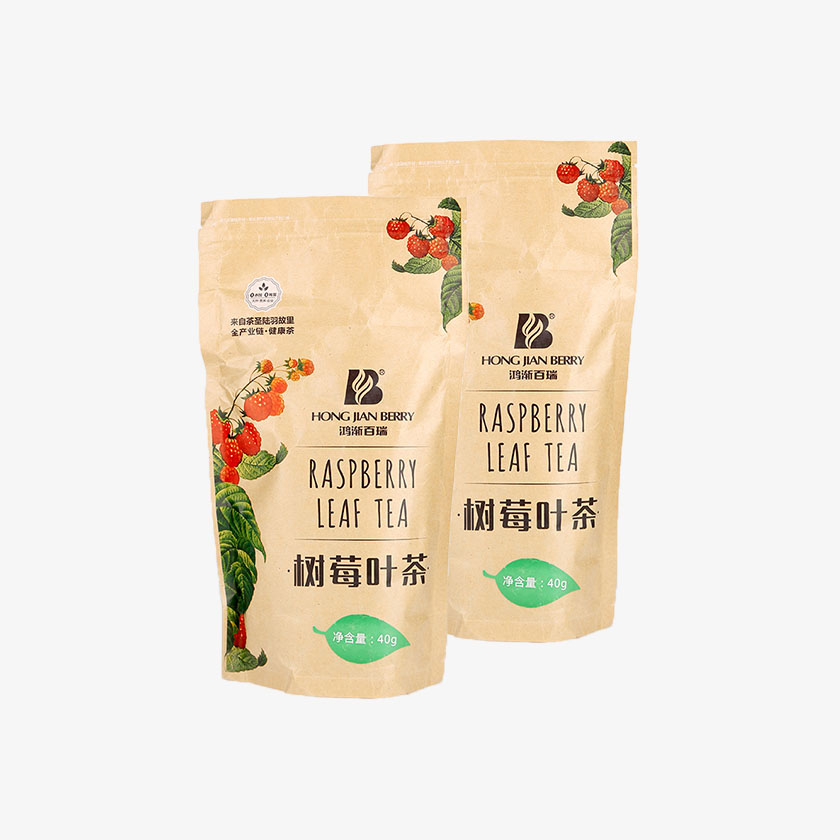 来自茶圣陆羽故里
全产业链·健康茶
B®
HONG JIAN BERRY
鸿渐百瑞
RASPBERRY
LEAF TEA
·树莓叶茶·
净含量：40g
B®
HONG JIAN BERRY
鸿渐百瑞
RASPBERRY
LEAF TEA
·树莓叶茶
净含量：40g